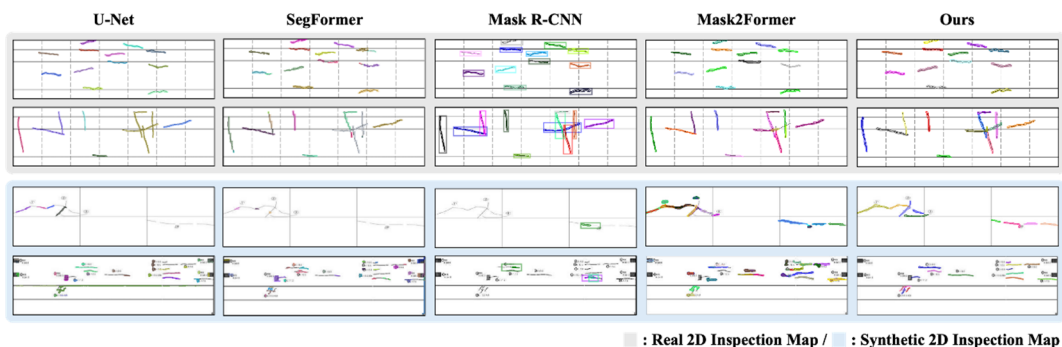 U-Net SegFormer Mask R-CNN Mask2Former Ours
: Real 2D Inspection Map / : Synthetic 2D Inspection Map